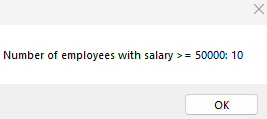 Number of employees with salary >= 50000: 10
OK